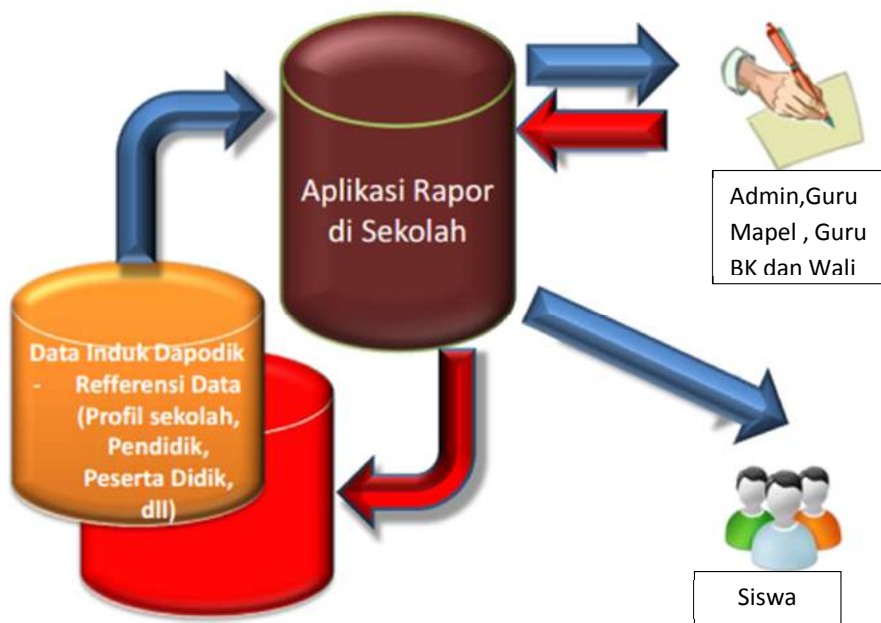 Aplikasi Rapor
di Sekolah
Admin,Guru
Mapel , Guru
BK dan Wali
Data Induk Dapodik
- Refferensi Data
(Profil sekolah,
Pendidik,
Peserta Didik,
dll)
Siswa